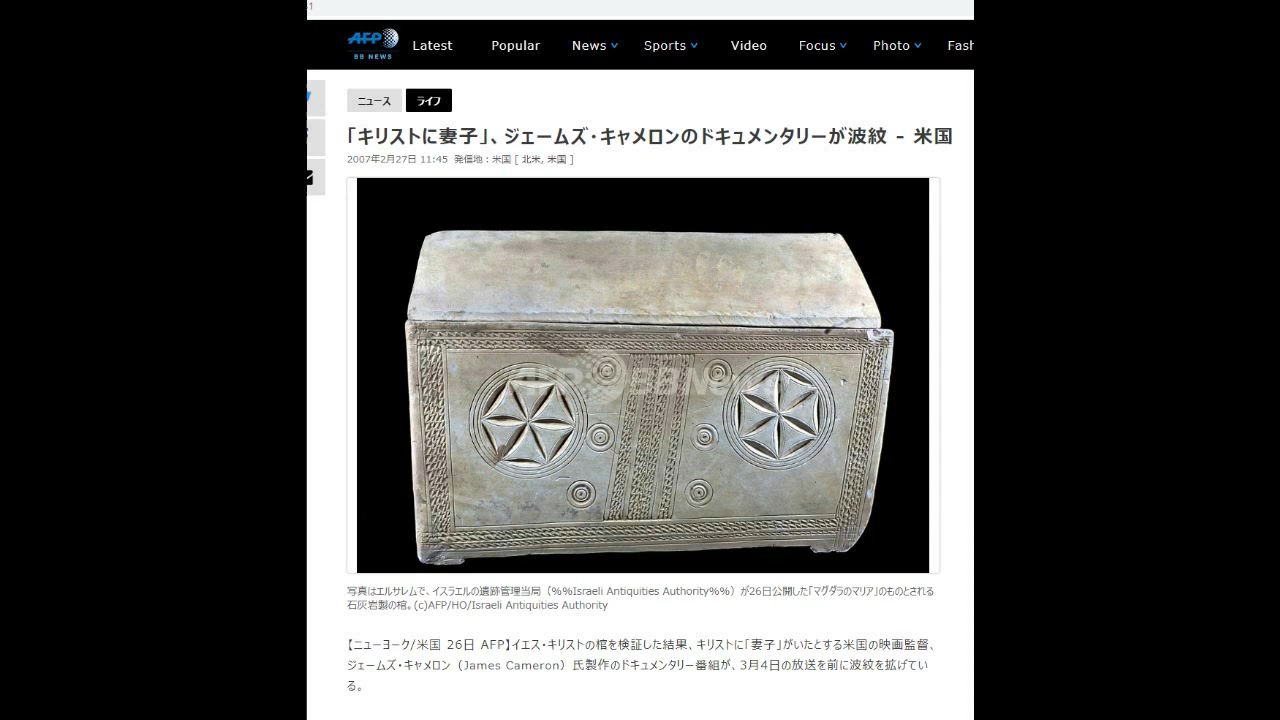 AFP
BB NEWS
Latest Popular News Sports Video Focus Photo Fash
ニュース ライフ
「キリストに妻子」、ジェームズ・キャメロンのドキュメンタリーが波紋 - 米国
2007年2月27日 11:45 発信地：米国 [ 北米, 米国 ]
AFP BB News
写真はエルサレムで、イスラエルの遺跡管理当局（%%Israeli Antiquities Authority%%）が26日公開した「マグダラのマリア」のものとされる
石灰岩製の棺。(c)AFP/HO/Israeli Antiquities Authority
【ニューヨーク/米国 26日 AFP】イエス・キリストの棺を検証した結果、キリストに「妻子」がいたとする米国の映画監督、
ジェームズ・キャメロン（James Cameron）氏製作のドキュメンタリー番組が、3月4日の放送を前に波紋を拡げてい
る。